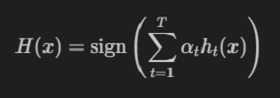 H(x) = sign ( ∑_{t=1}^{T} α_t h_t(x) )